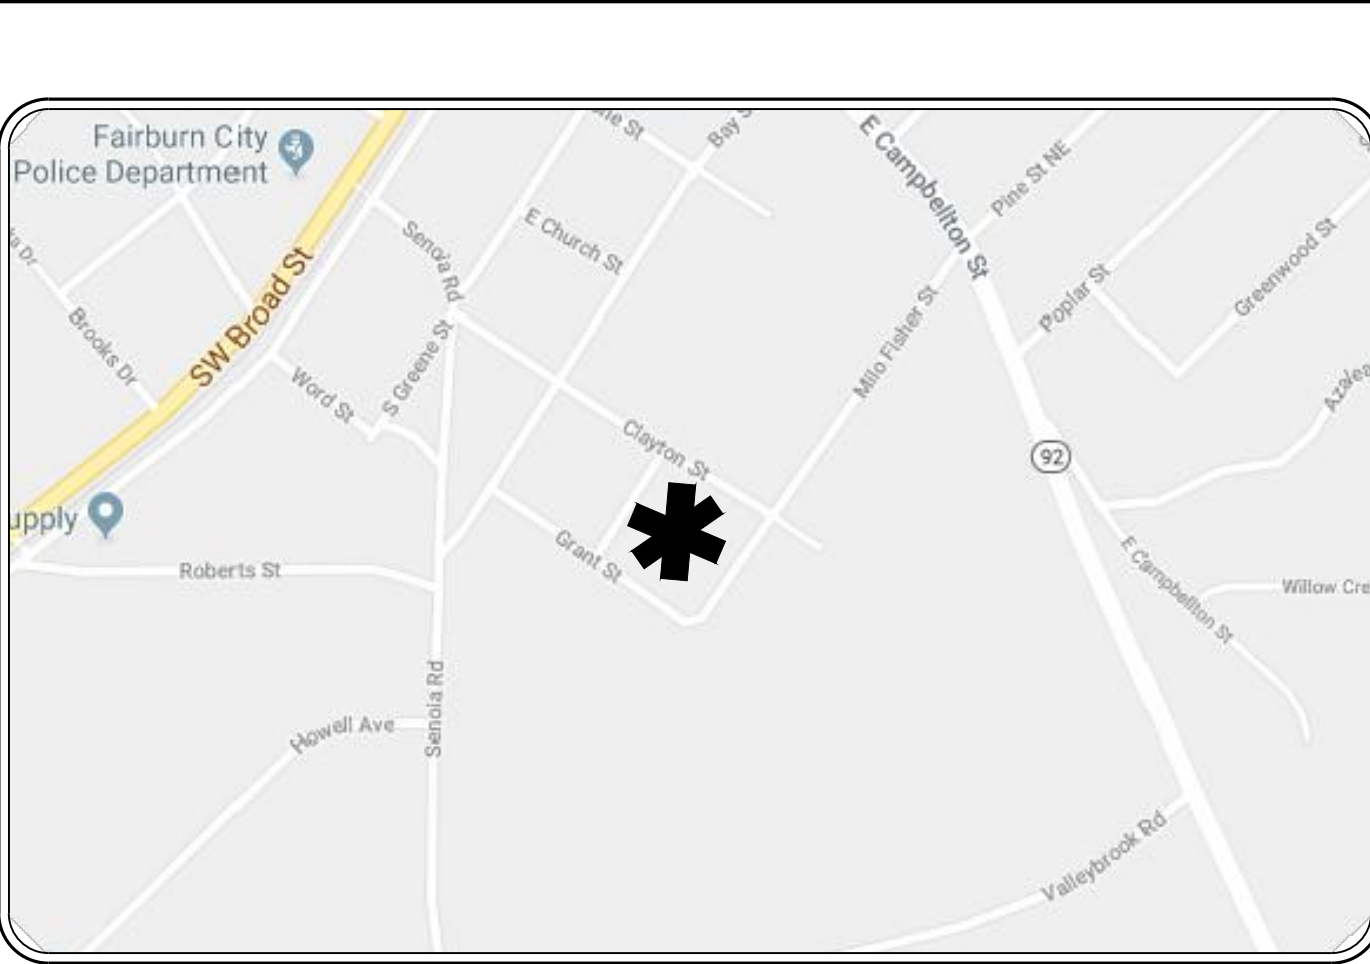 Fairburn City
Police Department
SW Broad St
Brooks Dr
Word St
Senoia Rd
S Greene St
E Church St
Bay
E Campbellton St
Pine St NE
Milo Fisher St
Poplar St
Greenwood St
Clayton St
92
Grant St
Roberts St
E Campbellton St
Senoia Rd
Howell Ave
Valleybrook Rd
Willow